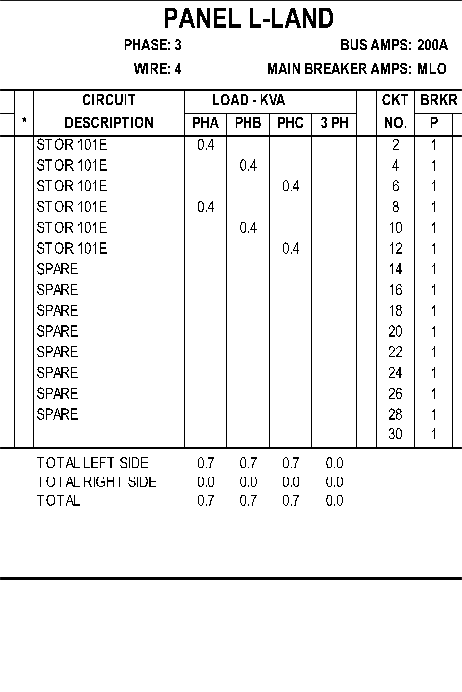 PANEL L-LAND
PHASE: 3 BUS AMPS: 200A
WIRE: 4 MAIN BREAKER AMPS: MLO
CIRCUIT LOAD - KVA CKT BRKR
* DESCRIPTION PHA PHB PHC 3 PH NO. P
STOR 101E 0.4 2 1
STOR 101E 0.4 4 1
STOR 101E 0.4 6 1
STOR 101E 0.4 8 1
STOR 101E 0.4 10 1
STOR 101E 0.4 12 1
SPARE 14 1
SPARE 16 1
SPARE 18 1
SPARE 20 1
SPARE 22 1
SPARE 24 1
SPARE 26 1
SPARE 28 1
30 1
TOTAL LEFT SIDE 0.7 0.7 0.7 0.0
TOTAL RIGHT SIDE 0.0 0.0 0.0 0.0
TOTAL 0.7 0.7 0.7 0.0